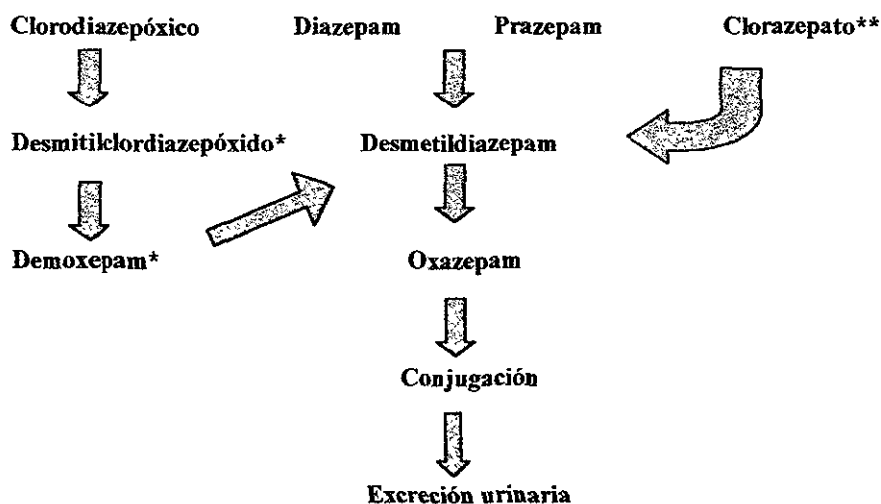 Clorodiazepóxico Diazepam Prazepam Clorazepato**
Desmitilclordiazepóxido* Desmetildiazepam
Demoxepam* Oxazepam
Conjugación
Excreción urinaria